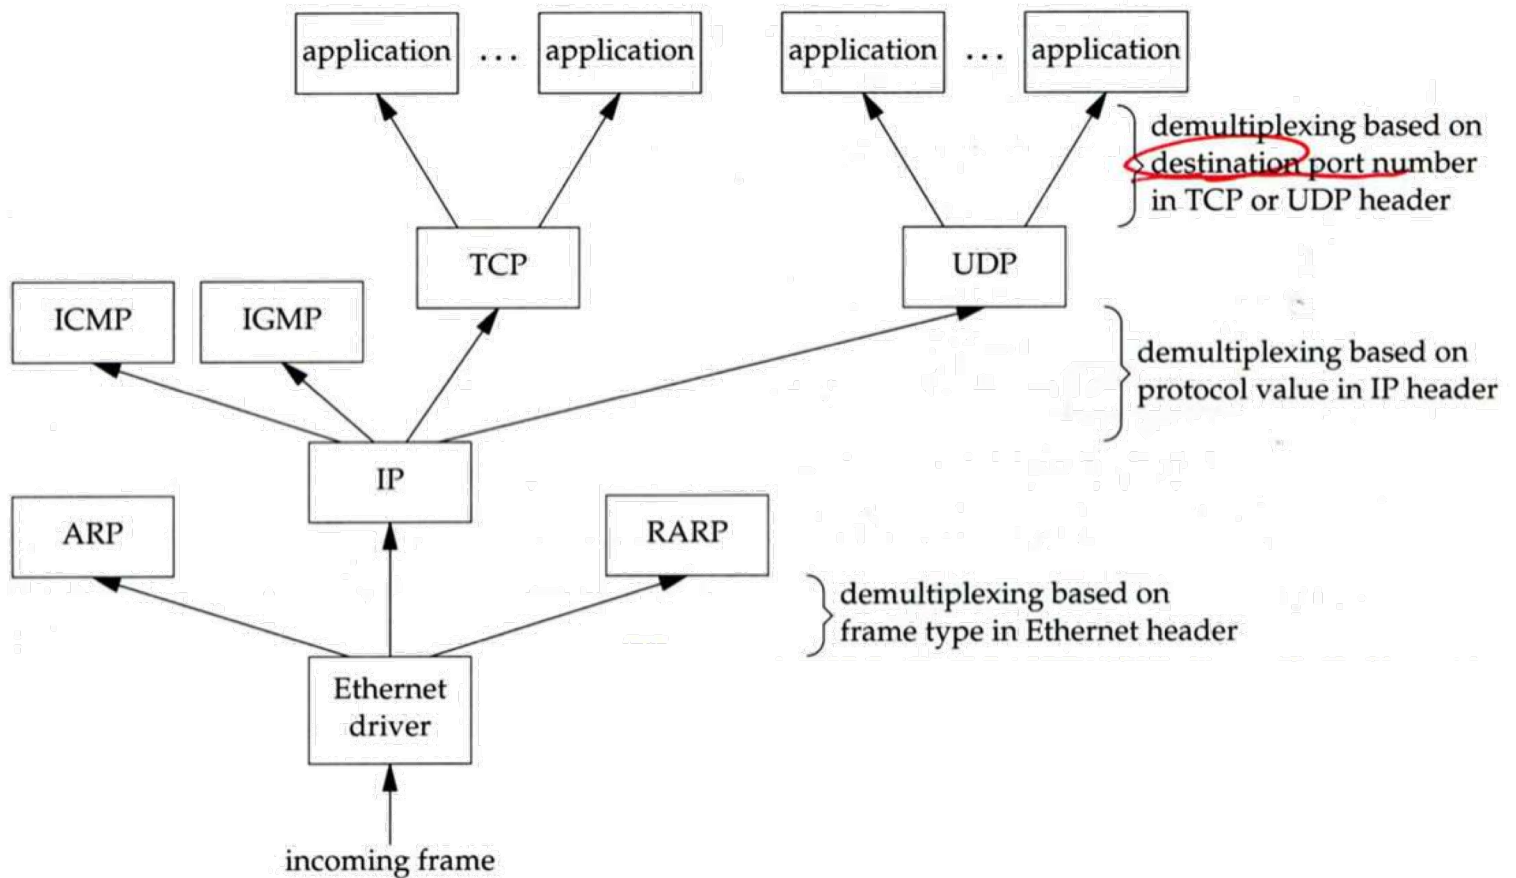 application ... application application ... application
demultiplexing based on
destination port number
in TCP or UDP header
TCP UDP
ICMP IGMP
demultiplexing based on
protocol value in IP header
IP
ARP RARP
demultiplexing based on
frame type in Ethernet header
Ethernet
driver
incoming frame